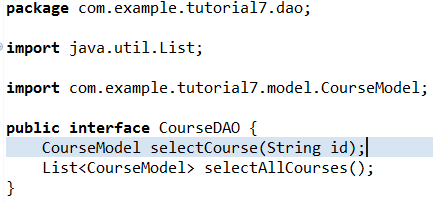 package com.example.tutorial7.dao;
import java.util.List;
import com.example.tutorial7.model.CourseModel;
public interface CourseDAO {
CourseModel selectCourse(String id);
List<CourseModel> selectAllCourses();
}